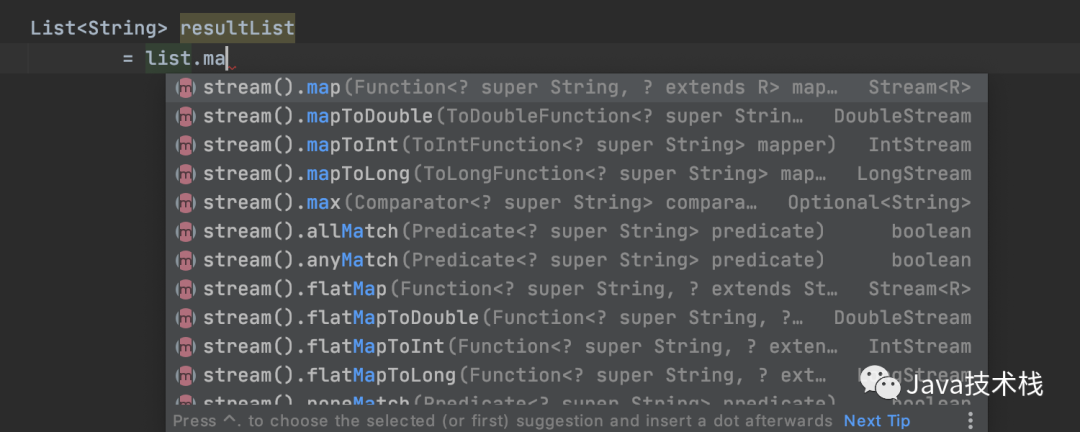 List<String> resultList
= list.ma
m stream().map(Function<? super String, ? extends R> map… Stream<R>
m stream().mapToDouble(ToDoubleFunction<? super Strin… DoubleStream
m stream().mapToInt(ToIntFunction<? super String> mapper) IntStream
m stream().mapToLong(ToLongFunction<? super String> map… LongStream
m stream().max(Comparator<? super String> compara… Optional<String>
m stream().allMatch(Predicate<? super String> predicate) boolean
m stream().anyMatch(Predicate<? super String> predicate) boolean
m stream().flatMap(Function<? super String, ? extends St… Stream<R>
m stream().flatMapToDouble(Function<? super String, ?… DoubleStream
m stream().flatMapToInt(Function<? super String, ? exten… IntStream
m stream().flatMapToLong(Function<? super String, ? ext… LongStream
m stream().noneMatch(Predicate<? super String> predicate) boolean
Java技术栈
Press ^. to choose the selected (or first) suggestion and insert a dot afterwards Next Tip